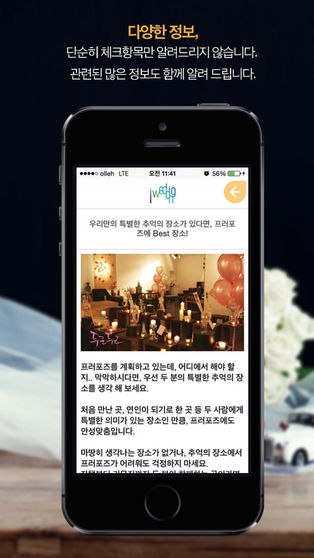 다양한 정보,
단순히 체크항목만 알려드리지 않습니다.
관련된 많은 정보도 함께 알려 드립니다.
olleh LTE 오전 11:41 56%
우리만의 특별한 추억의 장소가 있다면, 프러포
즈에 Best 장소!
두근두근
프러포즈를 계획하고 있는데, 어디에서 해야 할
지.. 막막하시다면, 우선 두 분의 특별한 추억의 장
소를 생각 해 보세요.
처음 만난 곳, 연인이 되기로 한 곳 등 두 사람에게
특별한 의미가 있는 장소인 만큼, 프러포즈에도
안성맞춤입니다.
마땅히 생각나는 장소가 없거나, 추억의 장소에서
프러포즈가 어려워도 걱정하지 마세요.